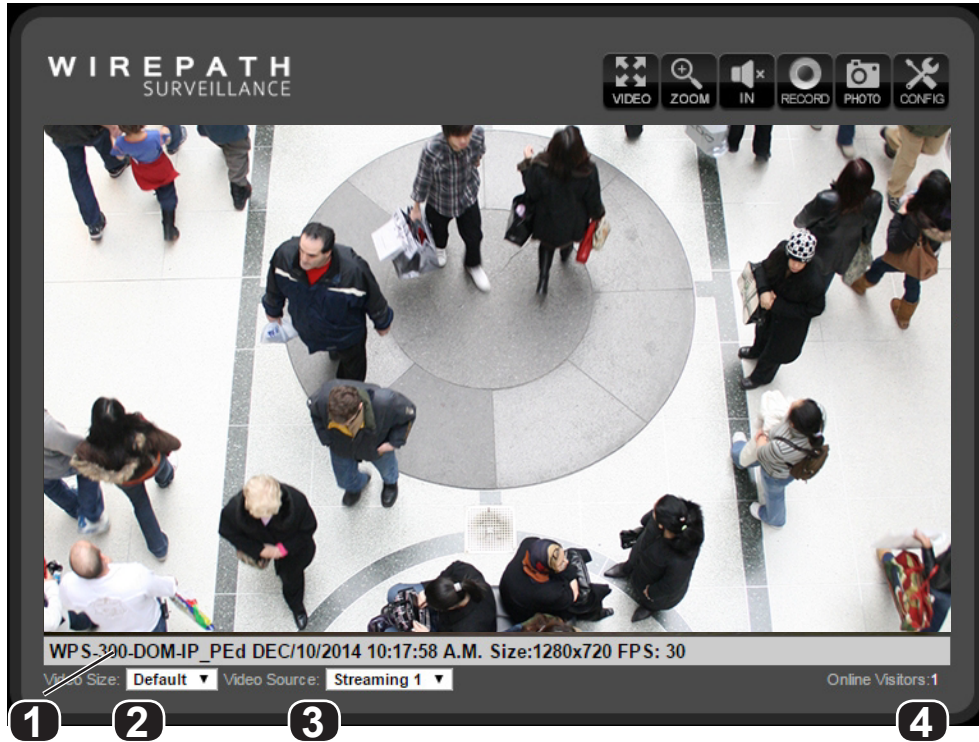 WIREPATH
SURVEILLANCE
VIDEO ZOOM IN RECORD PHOTO CONFIG
WPS-300-DOM-IP_PEd DEC/10/2014 10:17:58 A.M. Size:1280x720 FPS: 30
Video Size: Default Video Source: Streaming 1 Online Visitors:1
1 2 3 4